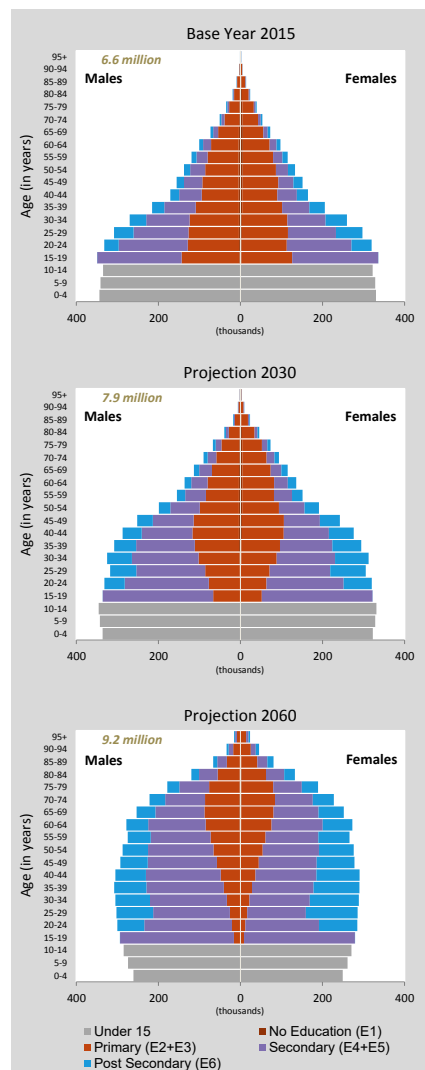 Base Year 2015
6.6 million
Males
Females
Age (in years)
95+
90-94
85-89
80-84
75-79
70-74
65-69
60-64
55-59
50-54
45-49
40-44
35-39
30-34
25-29
20-24
15-19
10-14
5-9
0-4
400 200 0 200 400
(thousands)
Projection 2030
7.9 million
Males
Females
Age (in years)
95+
90-94
85-89
80-84
75-79
70-74
65-69
60-64
55-59
50-54
45-49
40-44
35-39
30-34
25-29
20-24
15-19
10-14
5-9
0-4
400 200 0 200 400
(thousands)
Projection 2060
9.2 million
Males
Females
Age (in years)
95+
90-94
85-89
80-84
75-79
70-74
65-69
60-64
55-59
50-54
45-49
40-44
35-39
30-34
25-29
20-24
15-19
10-14
5-9
0-4
400 200 0 200 400
(thousands)
Under 15 No Education (E1)
Primary (E2+E3) Secondary (E4+E5)
Post Secondary (E6)